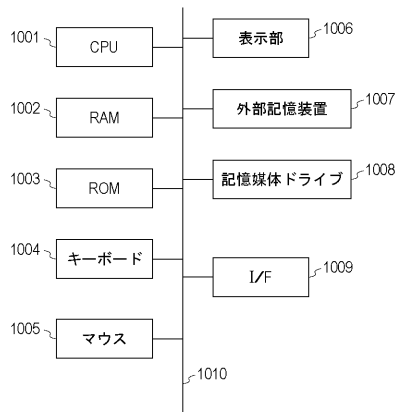 1001
CPU
1002
RAM
1003
ROM
1004
キーボード
1005
マウス
表示部
1006
外部記憶装置
1007
記憶媒体ドライブ
1008
I/F
1009
1010